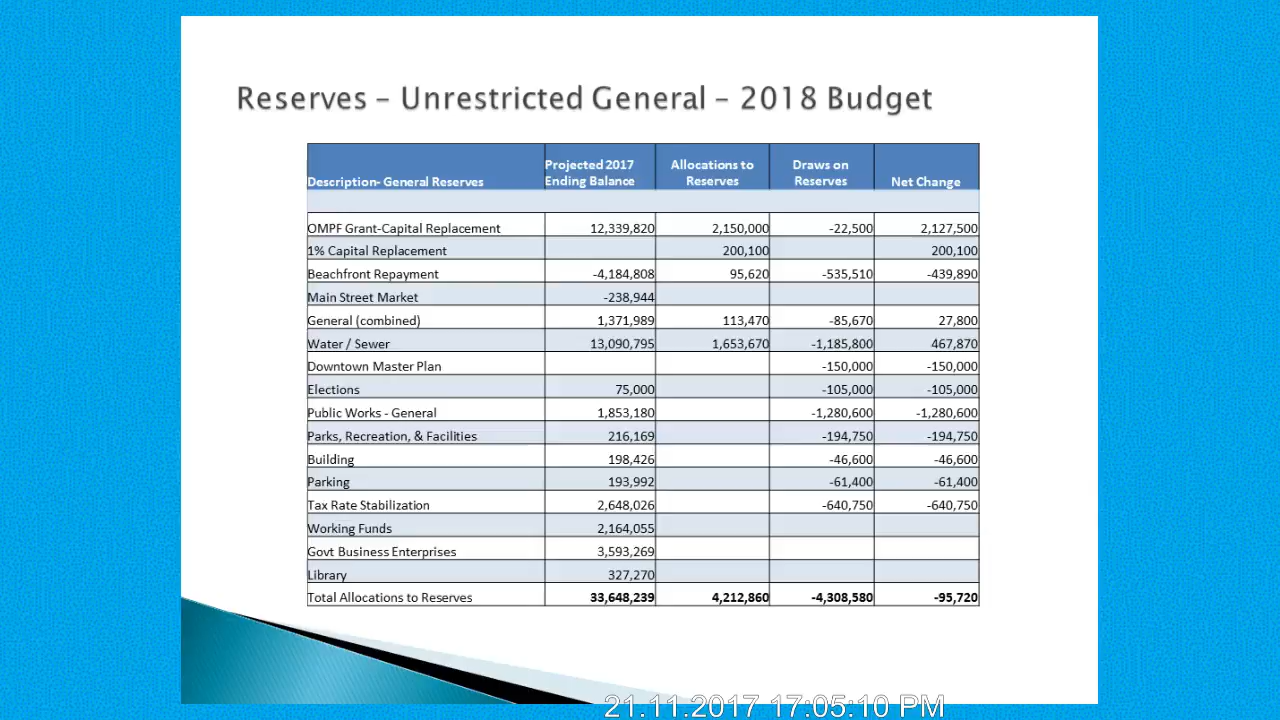 Reserves – Unrestricted General – 2018 Budget
Description- General Reserves Projected 2017 Ending Balance Allocations to Reserves Draws on Reserves Net Change
OMPF Grant-Capital Replacement 12,339,820 2,150,000 -22,500 2,127,500
1% Capital Replacement 200,100 200,100
Beachfront Repayment -4,184,808 95,620 -535,510 -439,890
Main Street Market -238,944
General (combined) 1,371,989 113,470 -85,670 27,800
Water / Sewer 13,090,795 1,653,670 -1,185,800 467,870
Downtown Master Plan -150,000 -150,000
Elections 75,000 -105,000 -105,000
Public Works - General 1,853,180 -1,280,600 -1,280,600
Parks, Recreation, & Facilities 216,169 -194,750 -194,750
Building 198,426 -46,600 -46,600
Parking 193,992 -61,400 -61,400
Tax Rate Stabilization 2,648,026 -640,750 -640,750
Working Funds 2,164,055
Govt Business Enterprises 3,593,269
Library 327,270
Total Allocations to Reserves 33,648,239 4,212,860 -4,308,580 -95,720
21.11.2017 17:05:10 PM